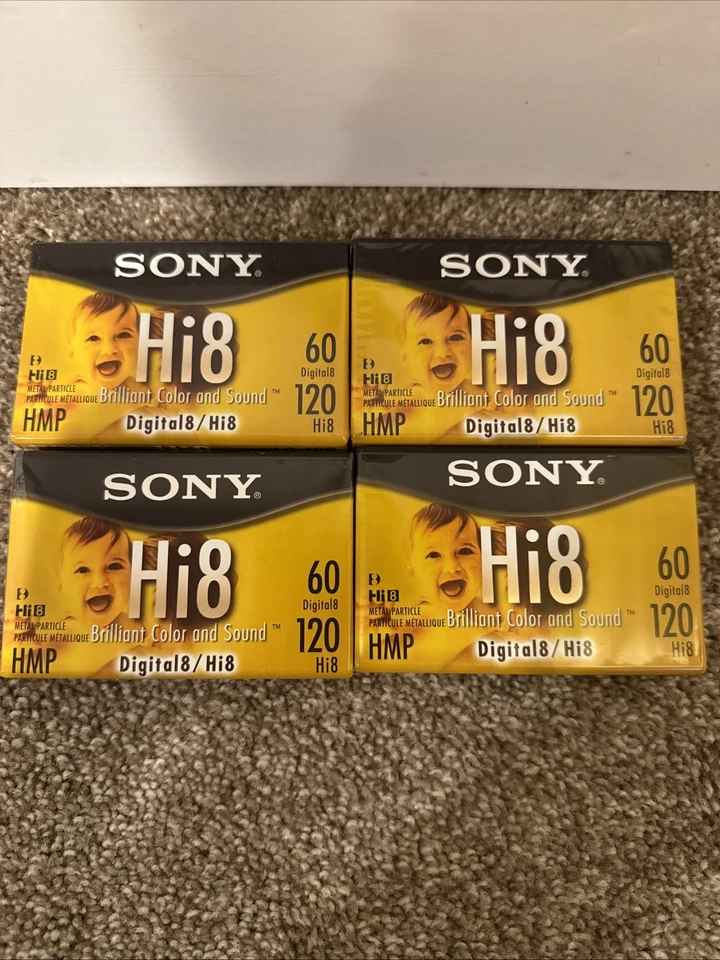 SONY®
Hi8
60
Digital8
Hi8
METAL PARTICLE
PARTICULE MÉTALLIQUE
Brilliant Color and Sound™
120
Hi8
HMP
Digital8/Hi8
SONY®
Hi8
60
Digital8
Hi8
METAL PARTICLE
PARTICULE MÉTALLIQUE
Brilliant Color and Sound™
120
Hi8
HMP
Digital8/Hi8
SONY®
Hi8
60
Digital8
Hi8
METAL PARTICLE
PARTICULE MÉTALLIQUE
Brilliant Color and Sound™
120
Hi8
HMP
Digital8/Hi8
SONY®
Hi8
60
Digital8
Hi8
METAL PARTICLE
PARTICULE MÉTALLIQUE
Brilliant Color and Sound™
120
Hi8
HMP
Digital8/Hi8